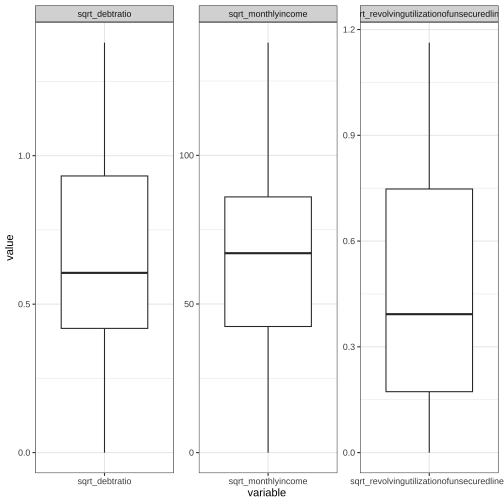 sqrt_debtratio
sqrt_monthlyincome
rt_revolvingutilizationofunsecuredlin
value
1.0
0.5
0.0
100
50
0
1.2
0.9
0.6
0.3
0.0
sqrt_debtratio
sqrt_monthlyincome
sqrt_revolvingutilizationofunsecuredline
variable